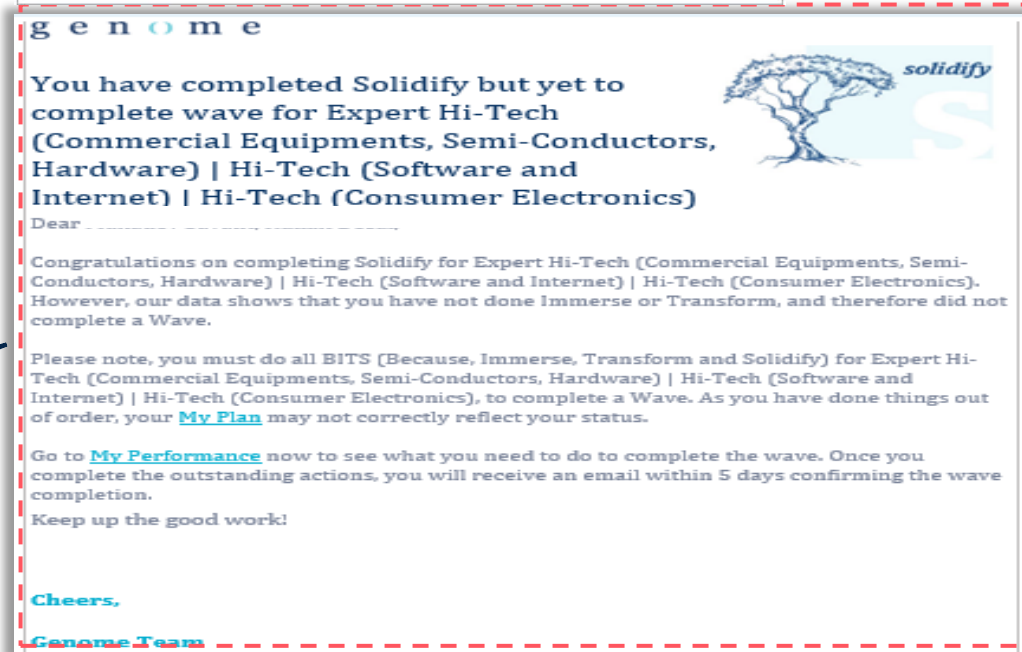 genome
solidify
S
You have completed Solidify but yet to
complete wave for Expert Hi-Tech
(Commercial Equipments, Semi-Conductors,
Hardware) | Hi-Tech (Software and
Internet) | Hi-Tech (Consumer Electronics)
Dear
Congratulations on completing Solidify for Expert Hi-Tech (Commercial Equipments, Semi-
Conductors, Hardware) | Hi-Tech (Software and Internet) | Hi-Tech (Consumer Electronics).
However, our data shows that you have not done Immerse or Transform, and therefore did not
complete a Wave.
Please note, you must do all BITS (Because, Immerse, Transform and Solidify) for Expert Hi-
Tech (Commercial Equipments, Semi-Conductors, Hardware) | Hi-Tech (Software and
Internet) | Hi-Tech (Consumer Electronics), to complete a Wave. As you have done things out
of order, your My Plan may not correctly reflect your status.
Go to My Performance now to see what you need to do to complete the wave. Once you
complete the outstanding actions, you will receive an email within 5 days confirming the wave
completion.
Keep up the good work!
Cheers,
Genome Team